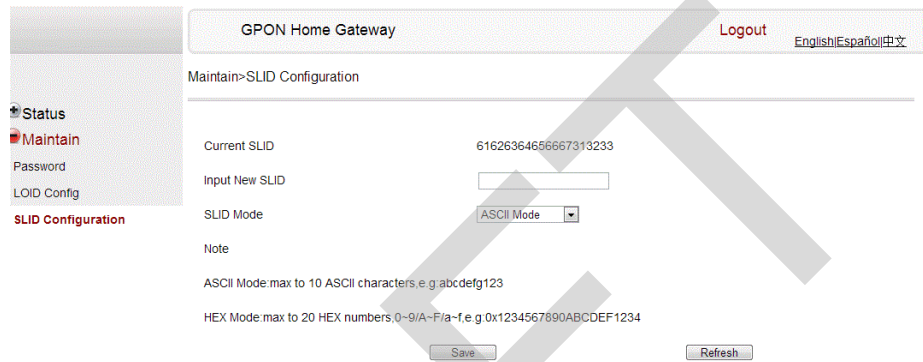 GPON Home Gateway
Logout
English|Español|中文
Maintain>SLID Configuration
Status
Maintain
Password
LOID Config
SLID Configuration
Current SLID 61626364656667313233
Input New SLID
SLID Mode ASCII Mode
Note
ASCII Mode:max to 10 ASCII characters,e.g:abcdefg123
HEX Mode:max to 20 HEX numbers,0~9/A~F/a~f,e.g:0x1234567890ABCDEF1234
Save Refresh